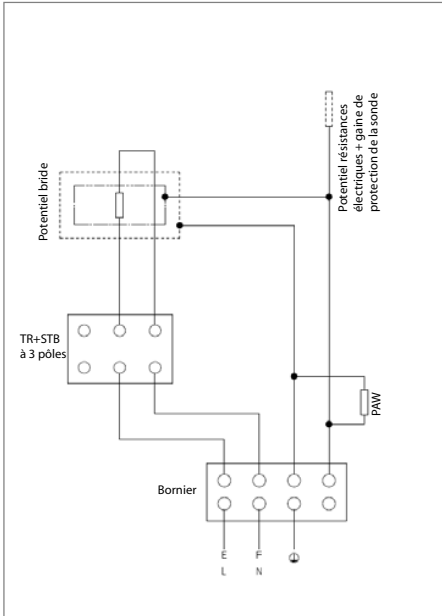 Potentiel résistances
électriques + gaine de
protection de la sonde
Potentiel bride
TR+STB
à 3 pôles
PAW
Bornier
E F
L N